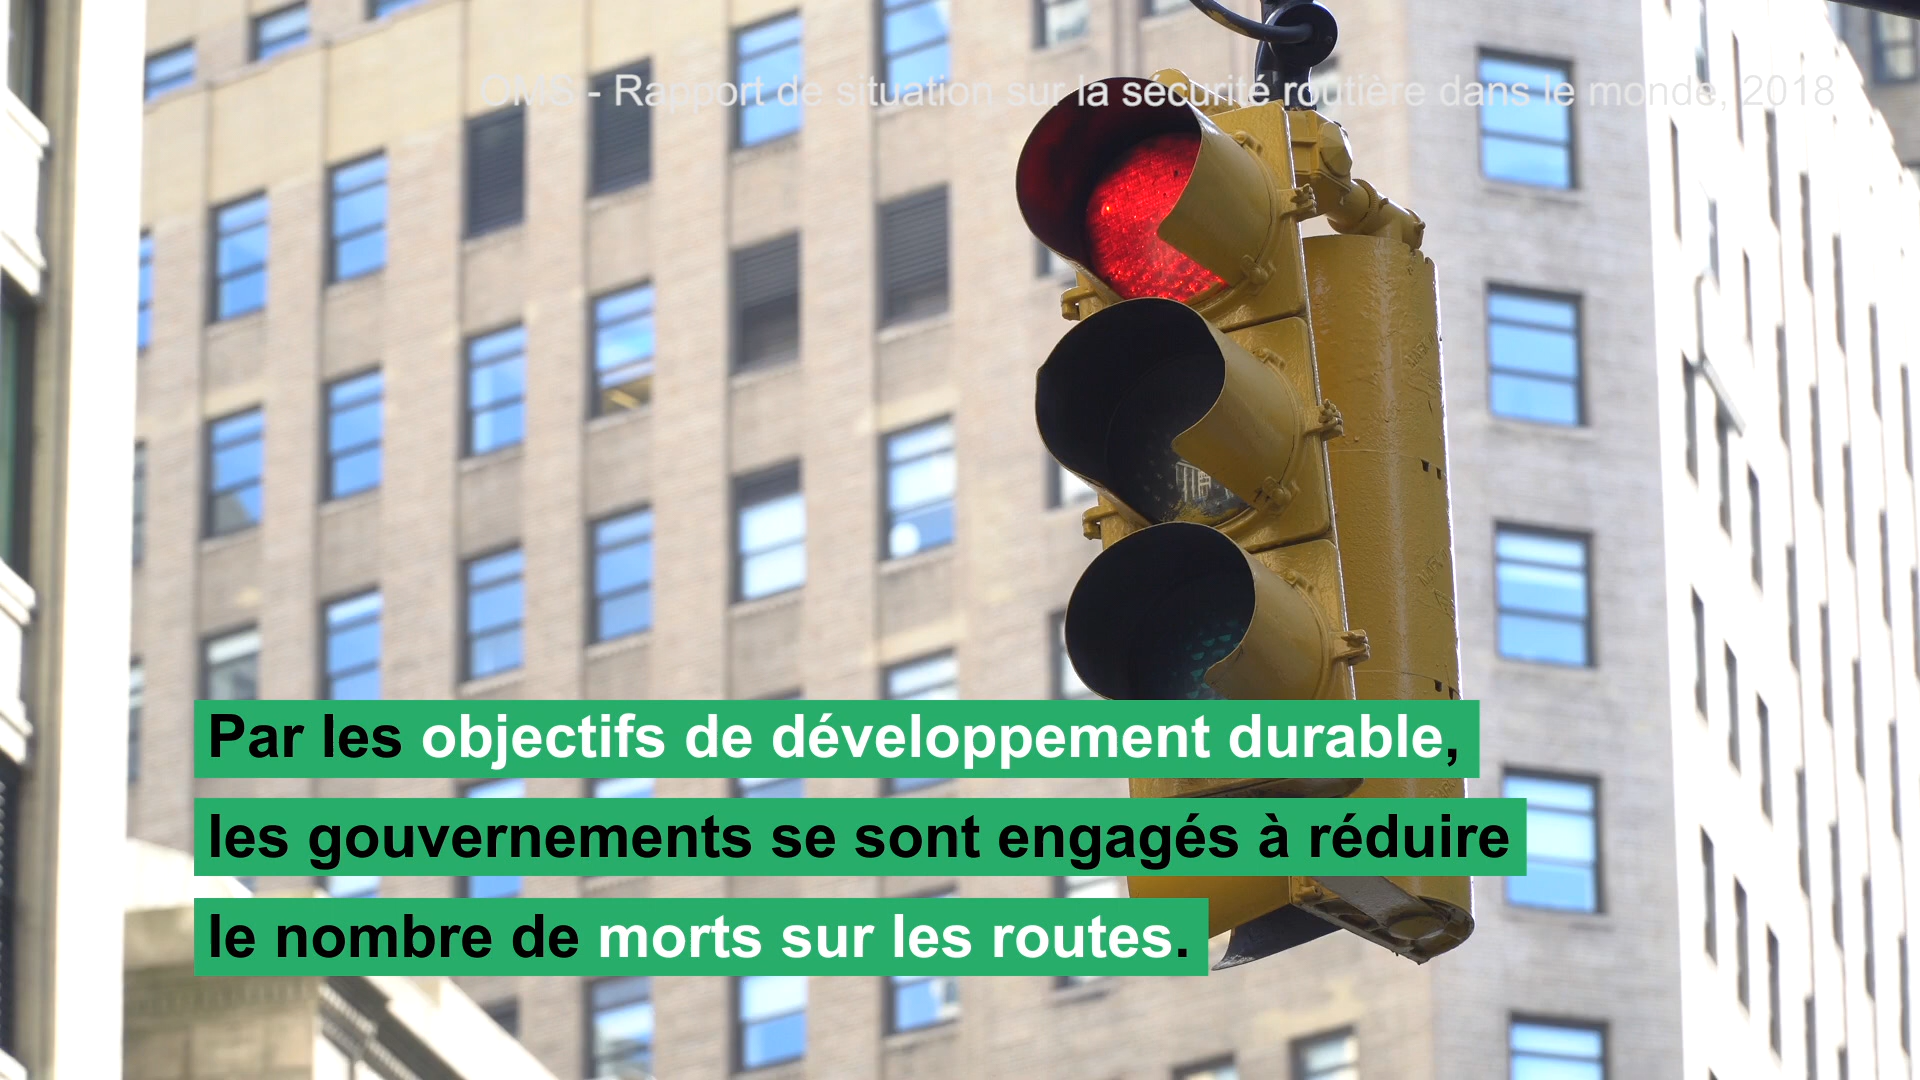 OMS - Rapport de situation sur la sécurité routière dans le monde, 2018
Par les objectifs de développement durable,
les gouvernements se sont engagés à réduire
le nombre de morts sur les routes.